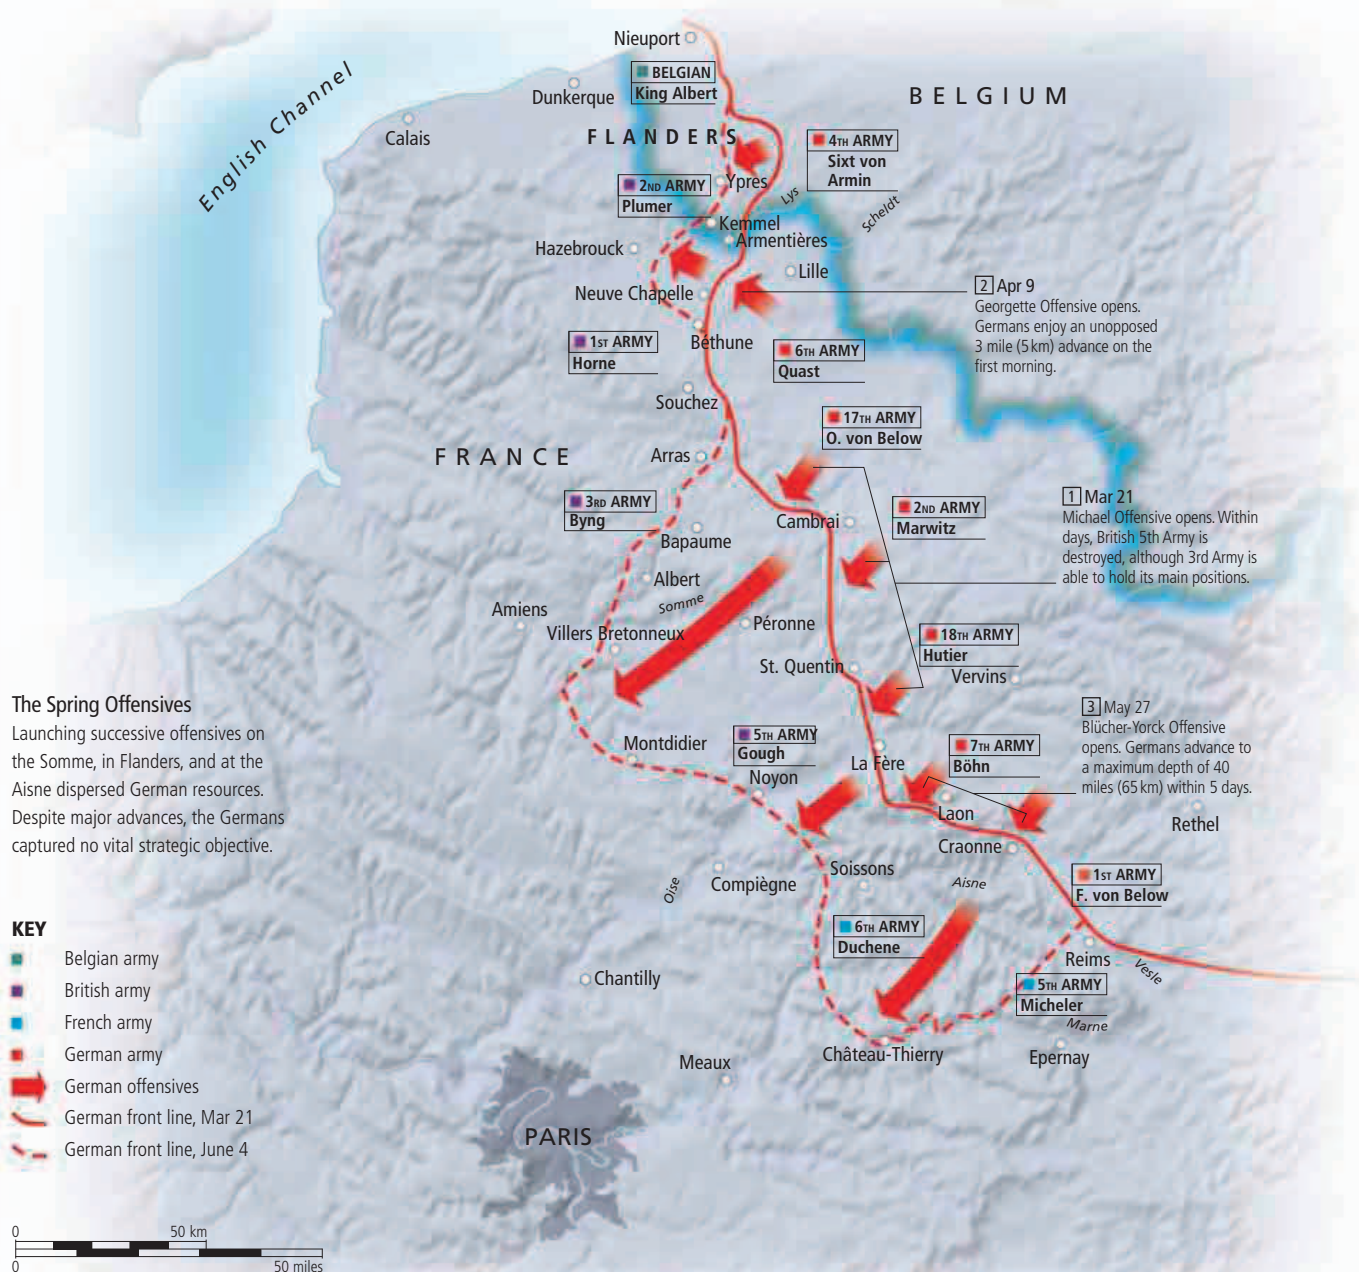 Nieuport
BELGIAN
King Albert
Dunkerque
Calais
English Channel
BELGIUM
FLANDERS
4TH ARMY
Sixt von
Armin
2ND ARMY
Plumer
Ypres
Lys
Scheldt
Kemmel
Armentières
Hazebrouck
Lille
Neuve Chapelle
2 Apr 9
Georgette Offensive opens.
Germans enjoy an unopposed
3 mile (5 km) advance on the
first morning.
1ST ARMY
Horne
Béthune
6TH ARMY
Quast
Souchez
17TH ARMY
O. von Below
FRANCE
Arras
3RD ARMY
Byng
Bapaume
Cambrai
2ND ARMY
Marwitz
1 Mar 21
Michael Offensive opens. Within
days, British 5th Army is
destroyed, although 3rd Army is
able to hold its main positions.
Albert
Somme
Amiens
Villers Bretonneux
Péronne
18TH ARMY
Hutier
St. Quentin
Vervins
The Spring Offensives
Launching successive offensives on
the Somme, in Flanders, and at the
Aisne dispersed German resources.
Despite major advances, the Germans
captured no vital strategic objective.
3 May 27
Blücher-Yorck Offensive
opens. Germans advance to
a maximum depth of 40
miles (65 km) within 5 days.
Montdidier
5TH ARMY
Gough
Noyon
La Fère
7TH ARMY
Böhn
Laon
Craonne
Rethel
Compiègne
Oise
Soissons
Aisne
1ST ARMY
F. von Below
6TH ARMY
Duchene
Reims
Vesle
5TH ARMY
Micheler
Marne
Chantilly
Meaux
Château-Thierry
Epernay
PARIS
KEY
Belgian army
British army
French army
German army
German offensives
German front line, Mar 21
German front line, June 4
0 50 km
0 50 miles